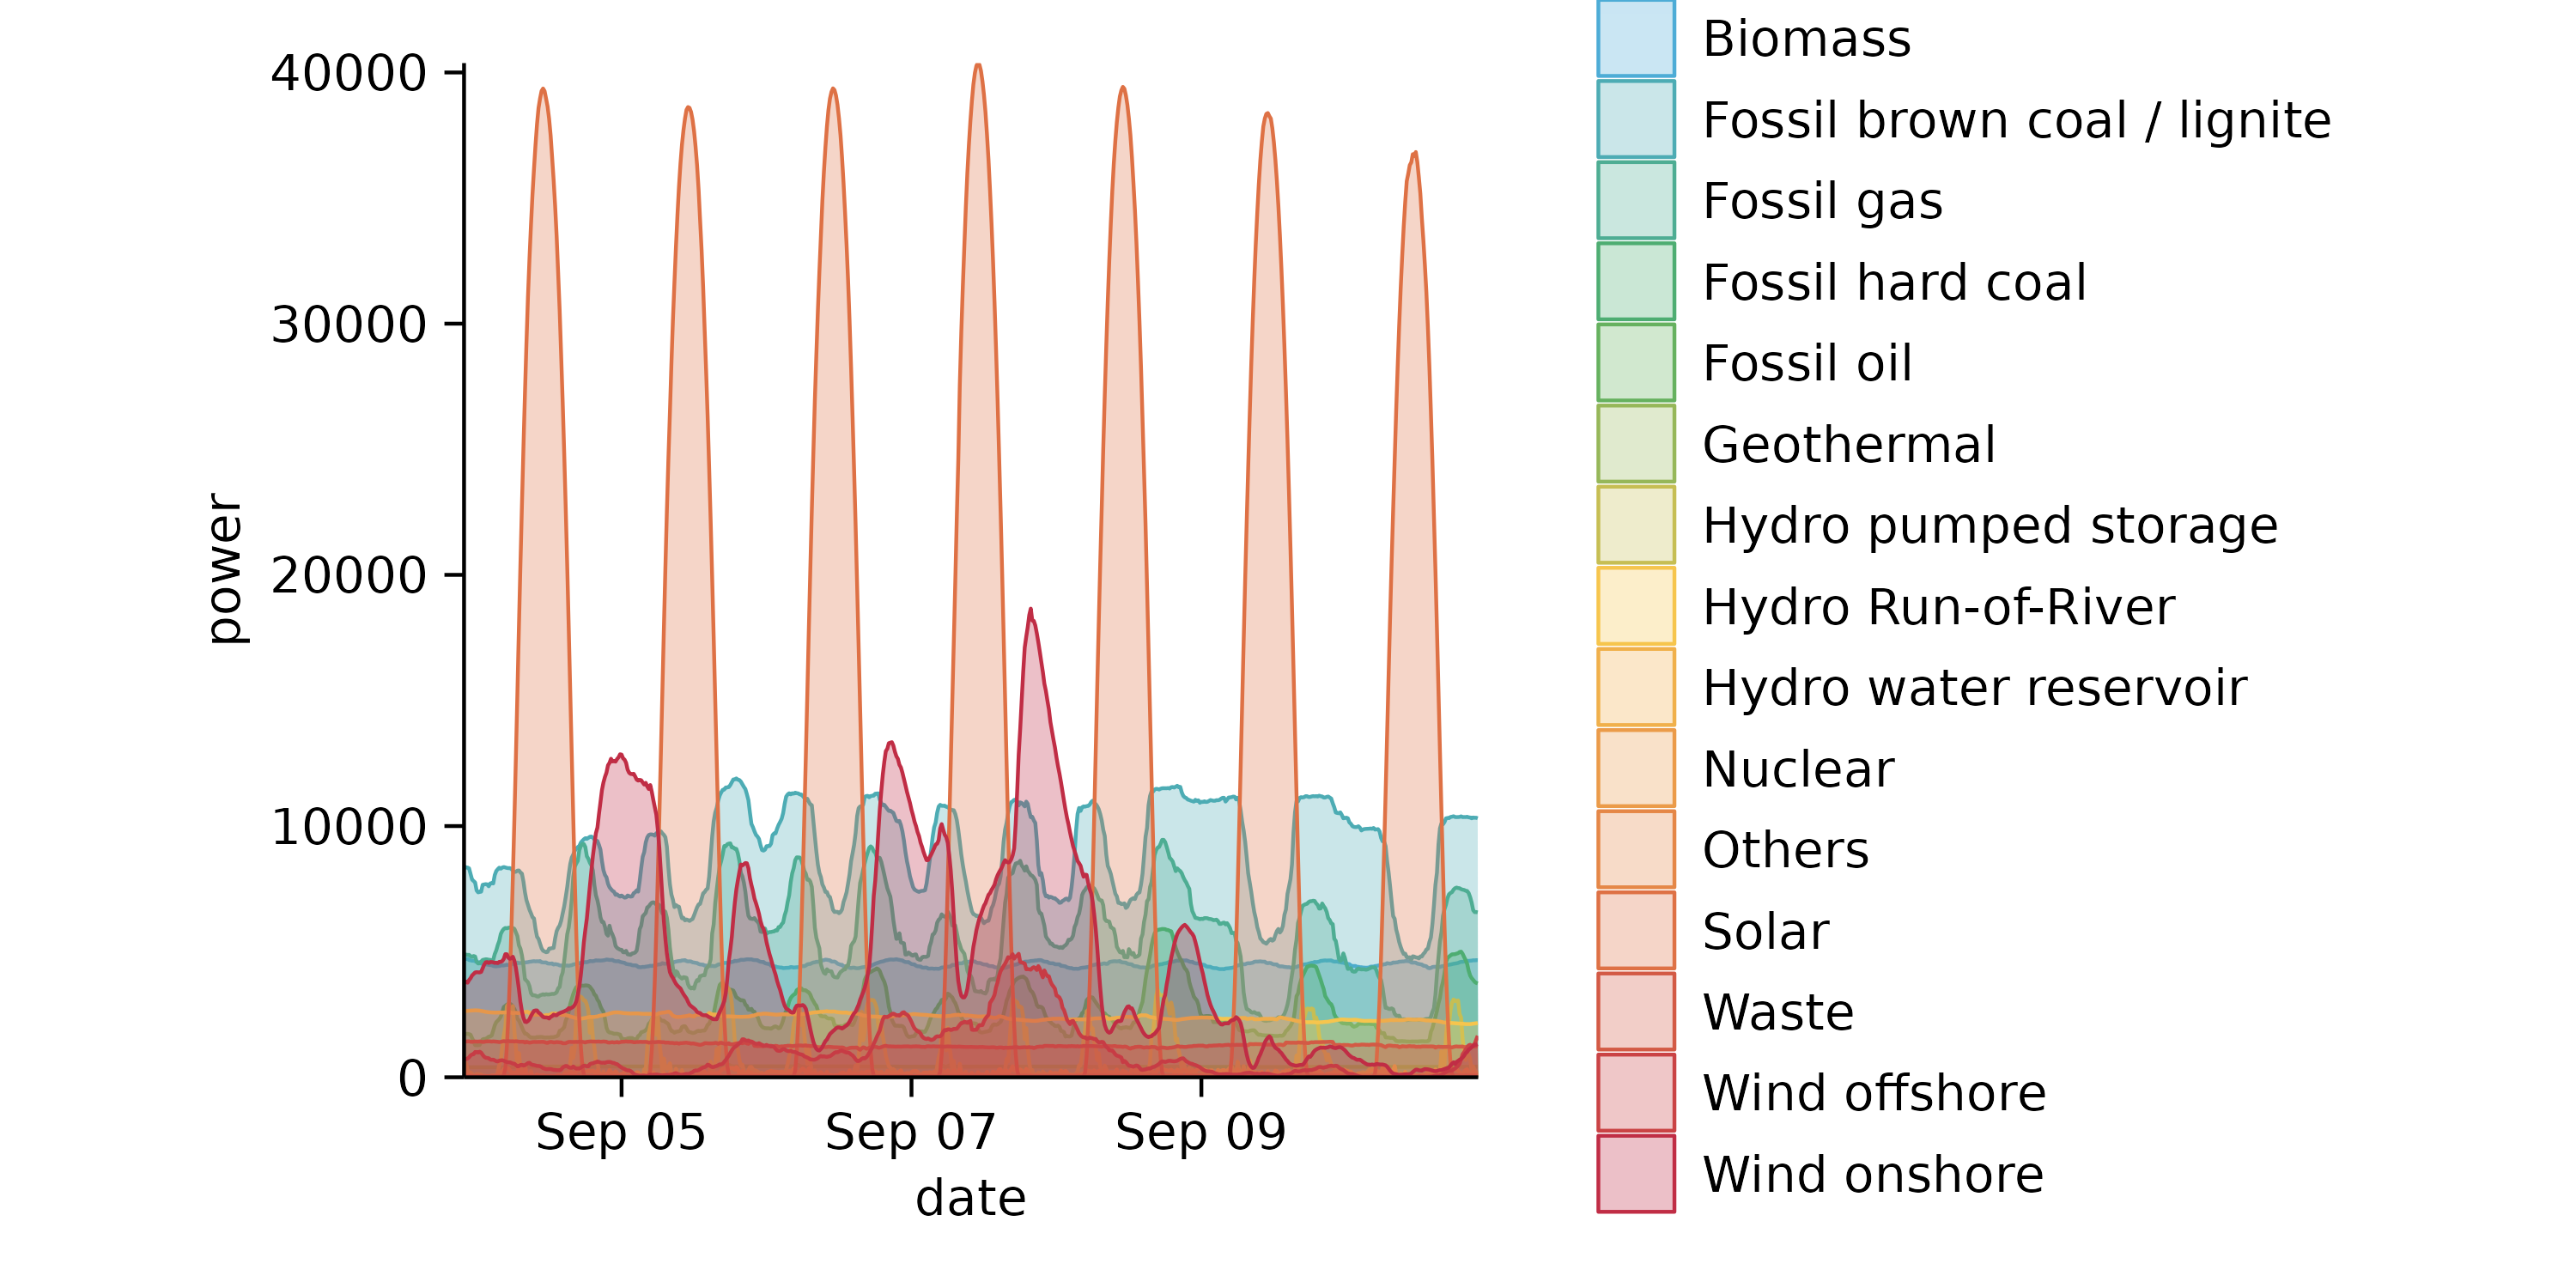 40000
30000
20000
10000
0
power
Sep 05
Sep 07
Sep 09
date
Biomass
Fossil brown coal / lignite
Fossil gas
Fossil hard coal
Fossil oil
Geothermal
Hydro pumped storage
Hydro Run-of-River
Hydro water reservoir
Nuclear
Others
Solar
Waste
Wind offshore
Wind onshore